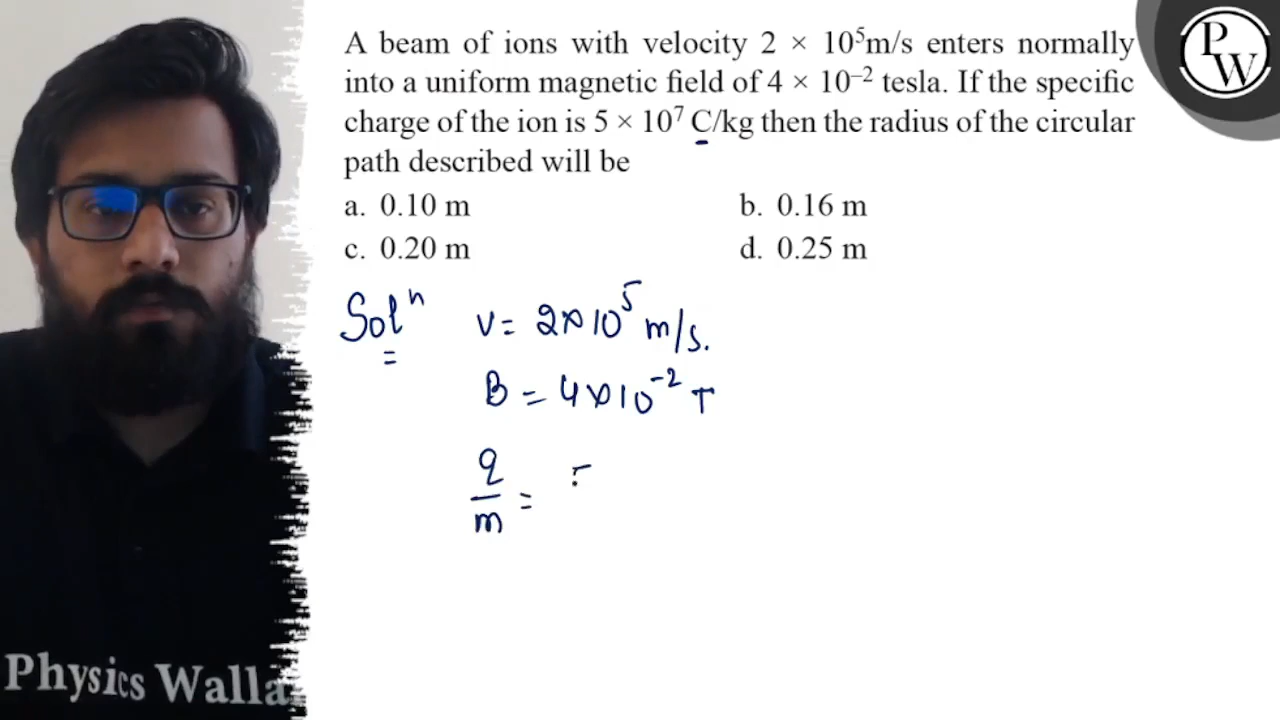 A beam of ions with velocity 2 × 10⁵m/s enters normally
into a uniform magnetic field of 4 × 10⁻² tesla. If the specific
charge of the ion is 5 × 10⁷ C/kg then the radius of the circular
path described will be
a. 0.10 m b. 0.16 m
c. 0.20 m d. 0.25 m
Solⁿ V= 2×10⁵ m/s.
B = 4×10⁻² T
q/m =
PW
Physics Walla